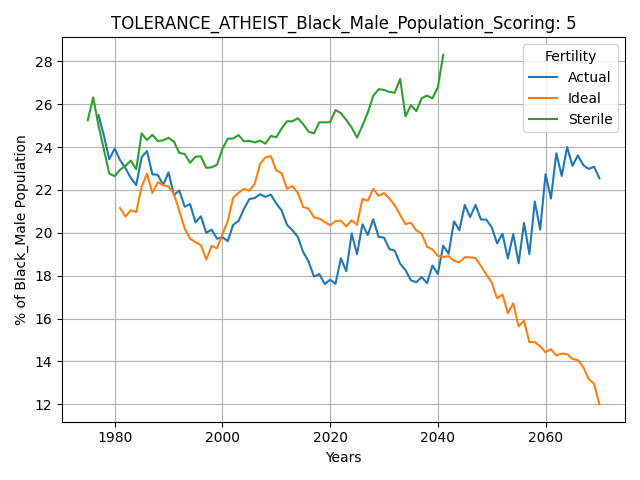 TOLERANCE_ATHEIST_Black_Male_Population_Scoring: 5
Fertility
Actual
Ideal
Sterile
% of Black_Male Population
28
26
24
22
20
18
16
14
12
1980
2000
2020
2040
2060
Years